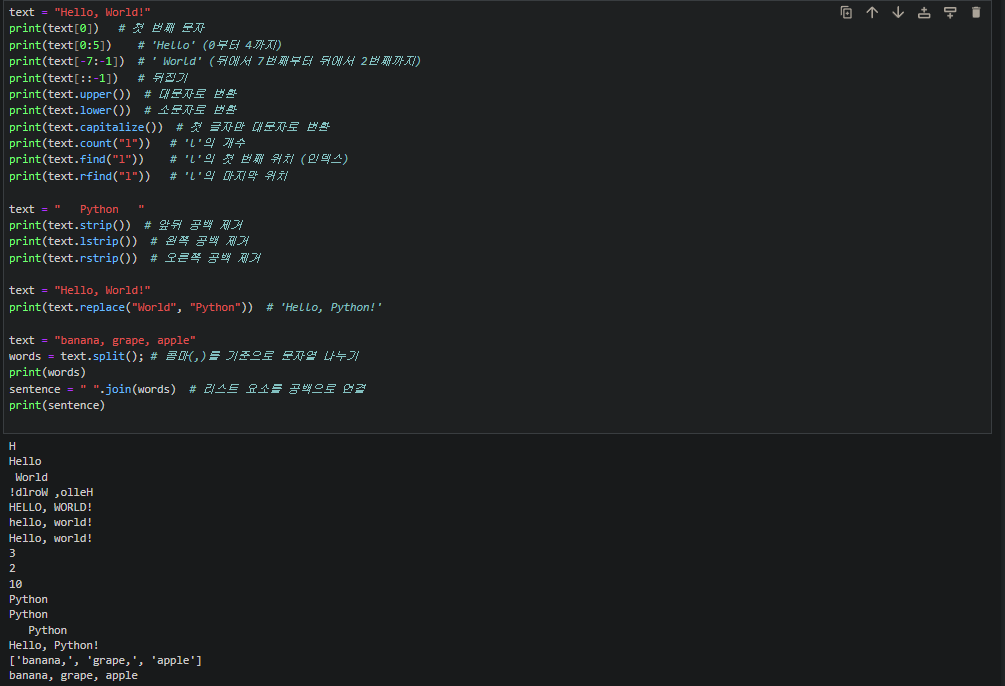 text = "Hello, World!"
print(text[0])   # 첫 번째 문자
print(text[0:5])    # 'Hello' (0부터 4까지)
print(text[-7:-1])  # ' World' (뒤에서 7번째부터 뒤에서 2번째까지)
print(text[::-1])   # 뒤집기
print(text.upper())  # 대문자로 변환
print(text.lower())  # 소문자로 변환
print(text.capitalize())  # 첫 글자만 대문자로 변환
print(text.count("l"))   # 'l'의 개수
print(text.find("l"))    # 'l'의 첫 번째 위치 (인덱스)
print(text.rfind("l"))   # 'l'의 마지막 위치

text = "   Python   "
print(text.strip())  # 앞뒤 공백 제거
print(text.lstrip())  # 왼쪽 공백 제거
print(text.rstrip())  # 오른쪽 공백 제거

text = "Hello, World!"
print(text.replace("World", "Python"))  # 'Hello, Python!'

text = "banana, grape, apple"
words = text.split(); # 콤마(,)를 기준으로 문자열 나누기
print(words)
sentence = " ".join(words)  # 리스트 요소를 공백으로 연결
print(sentence)

H
Hello
 World
!dlroW ,olleH
HELLO, WORLD!
hello, world!
Hello, world!
3
2
10
Python
Python   
   Python
Hello, Python!
['banana,', 'grape,', 'apple']
banana, grape, apple